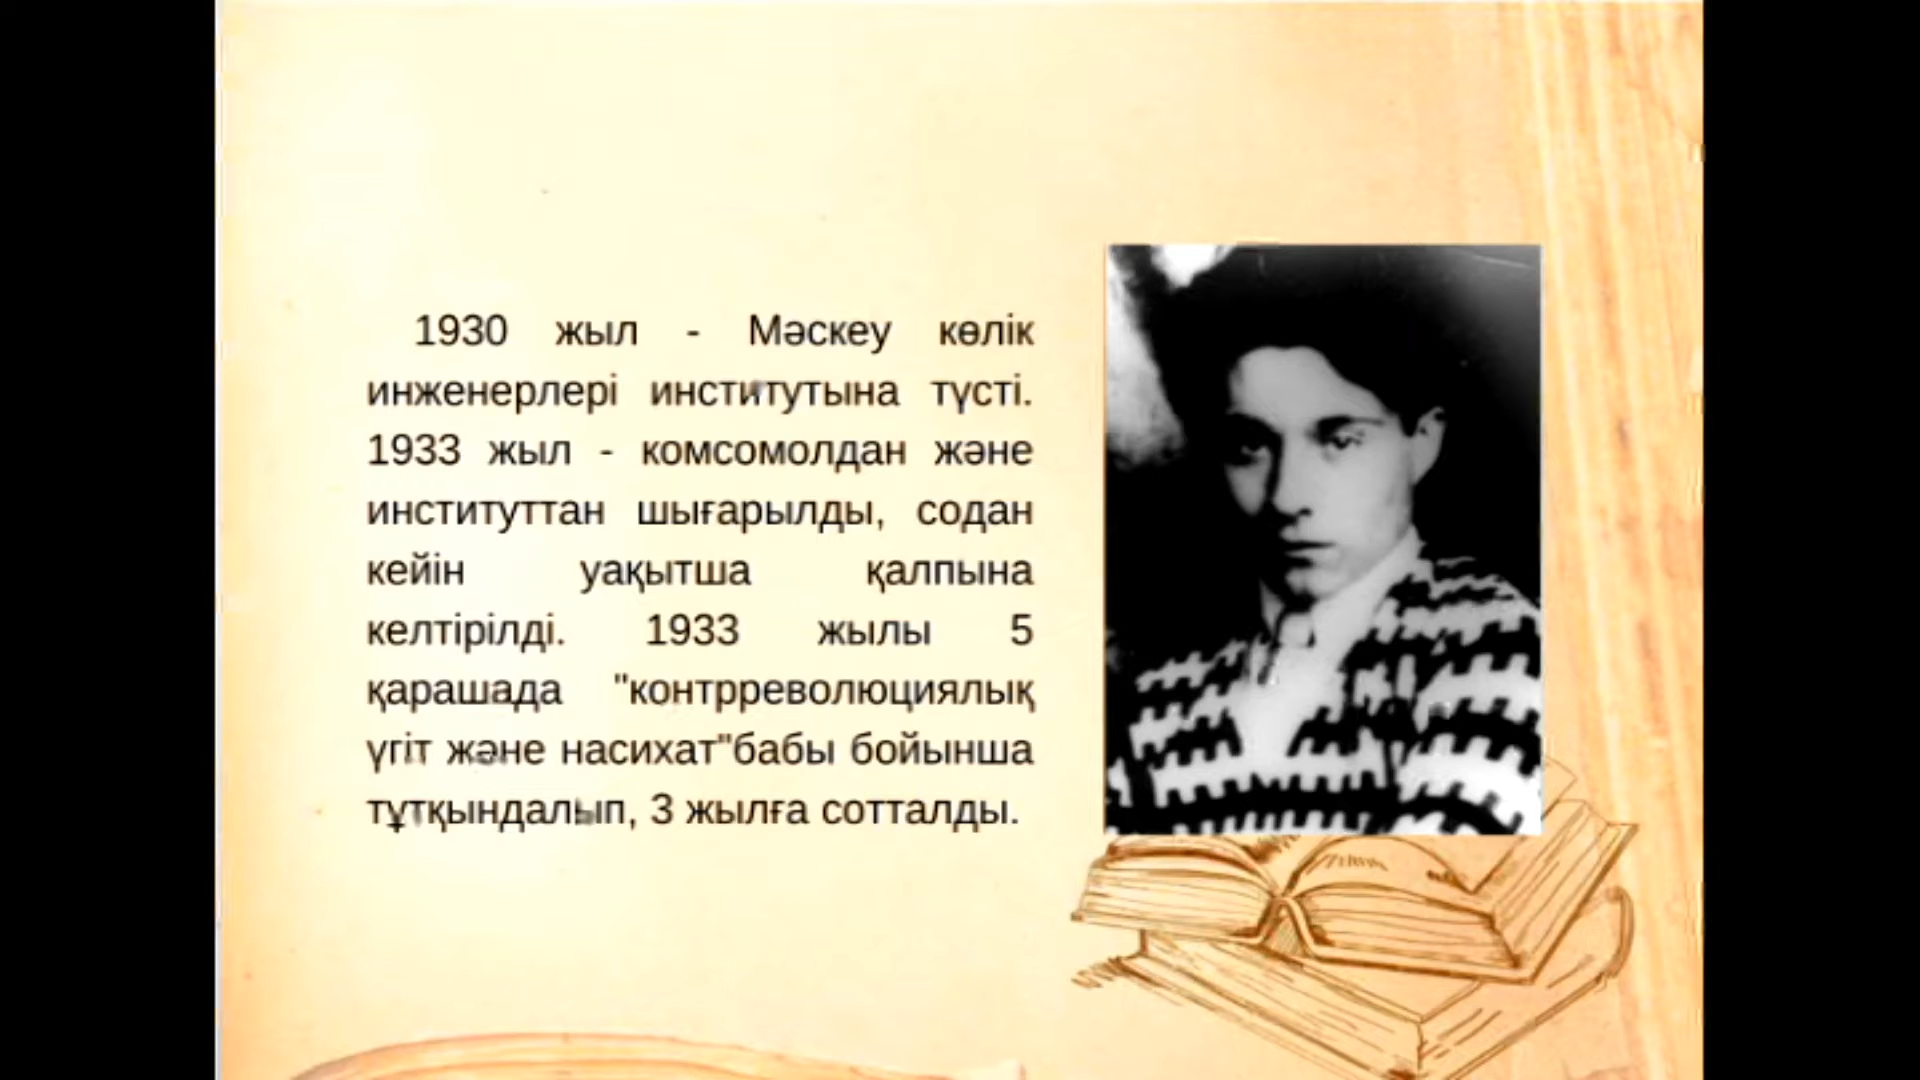 1930 жыл - Мәскеу көлік
инженерлері институтына түсті.
1933 жыл - комсомолдан және
институттан шығарылды, содан
кейін уақытша қалпына
келтірілді. 1933 жылы 5
қарашада "контрреволюциялық
үгіт және насихат"бабы бойынша
тұтқындалып, 3 жылға сотталды.